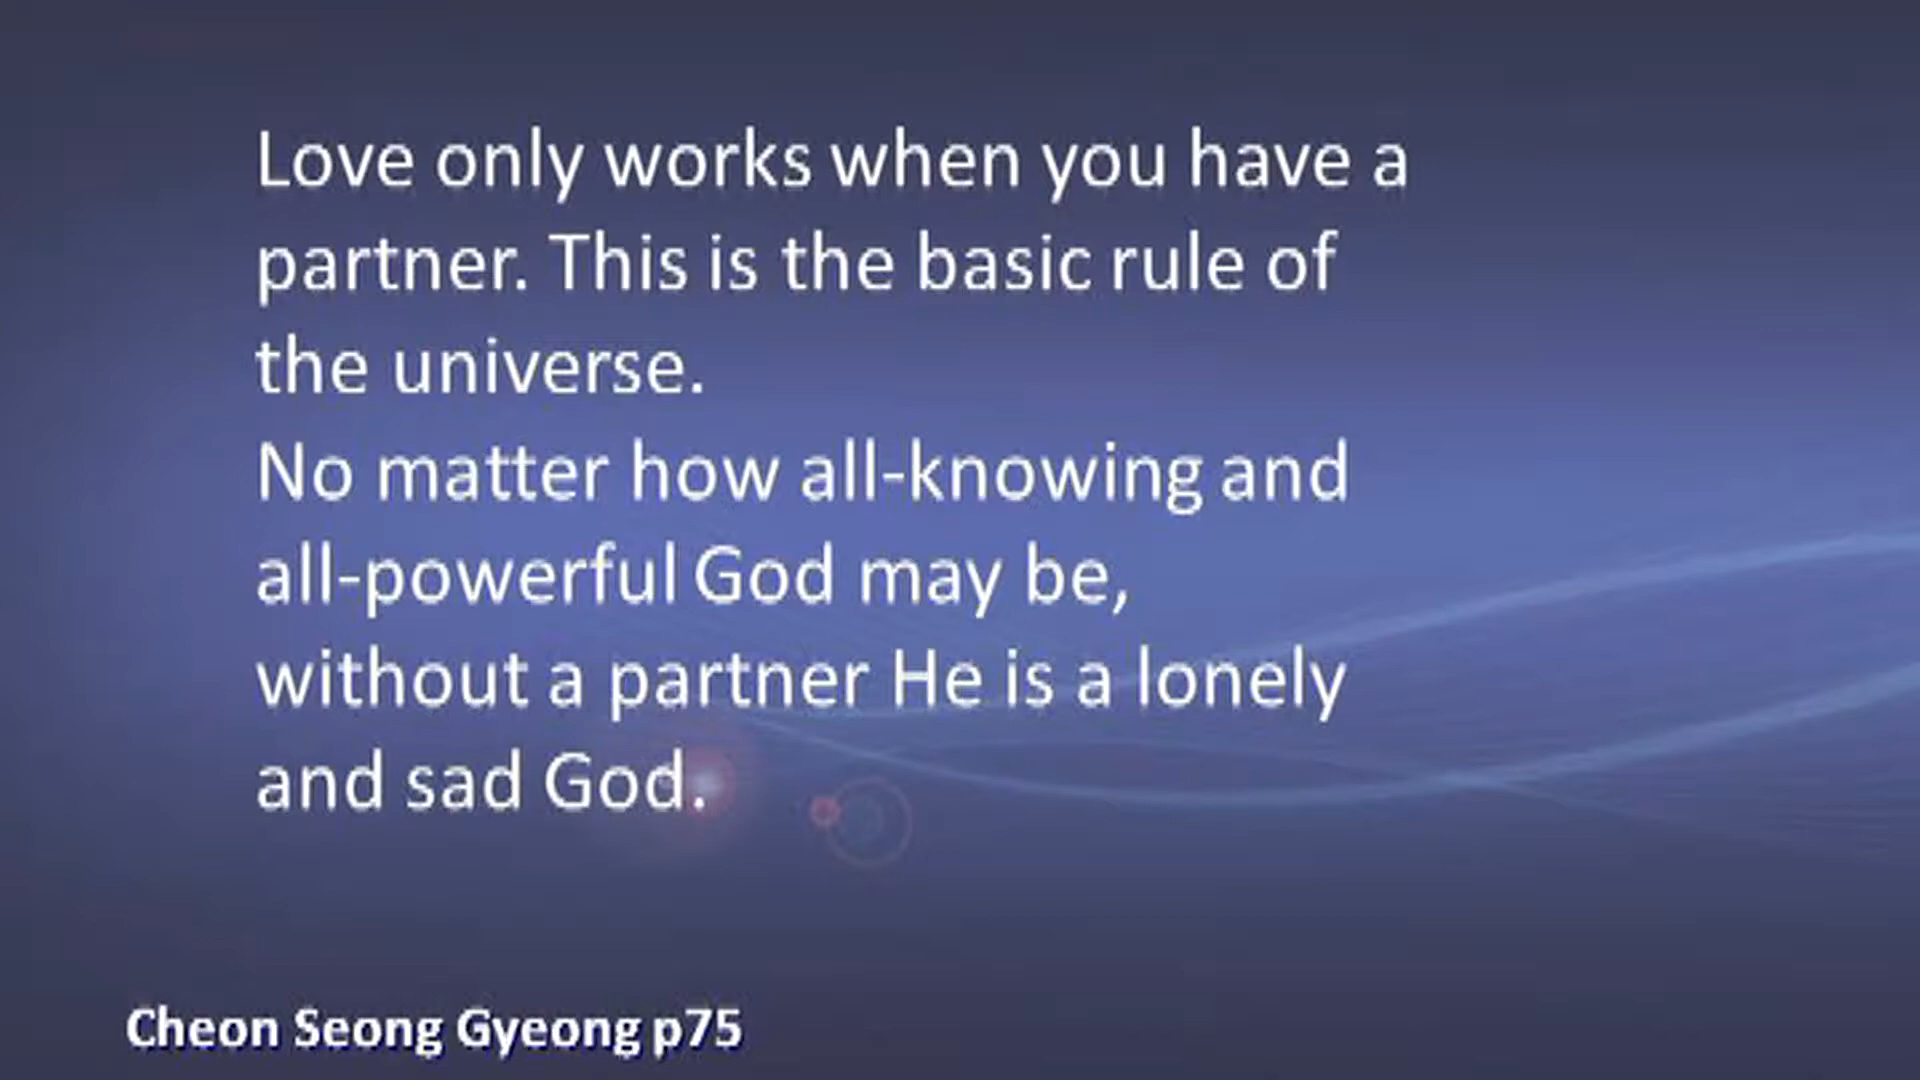 Love only works when you have a
partner. This is the basic rule of
the universe.
No matter how all-knowing and
all-powerful God may be,
without a partner He is a lonely
and sad God.
Cheon Seong Gyeong p75